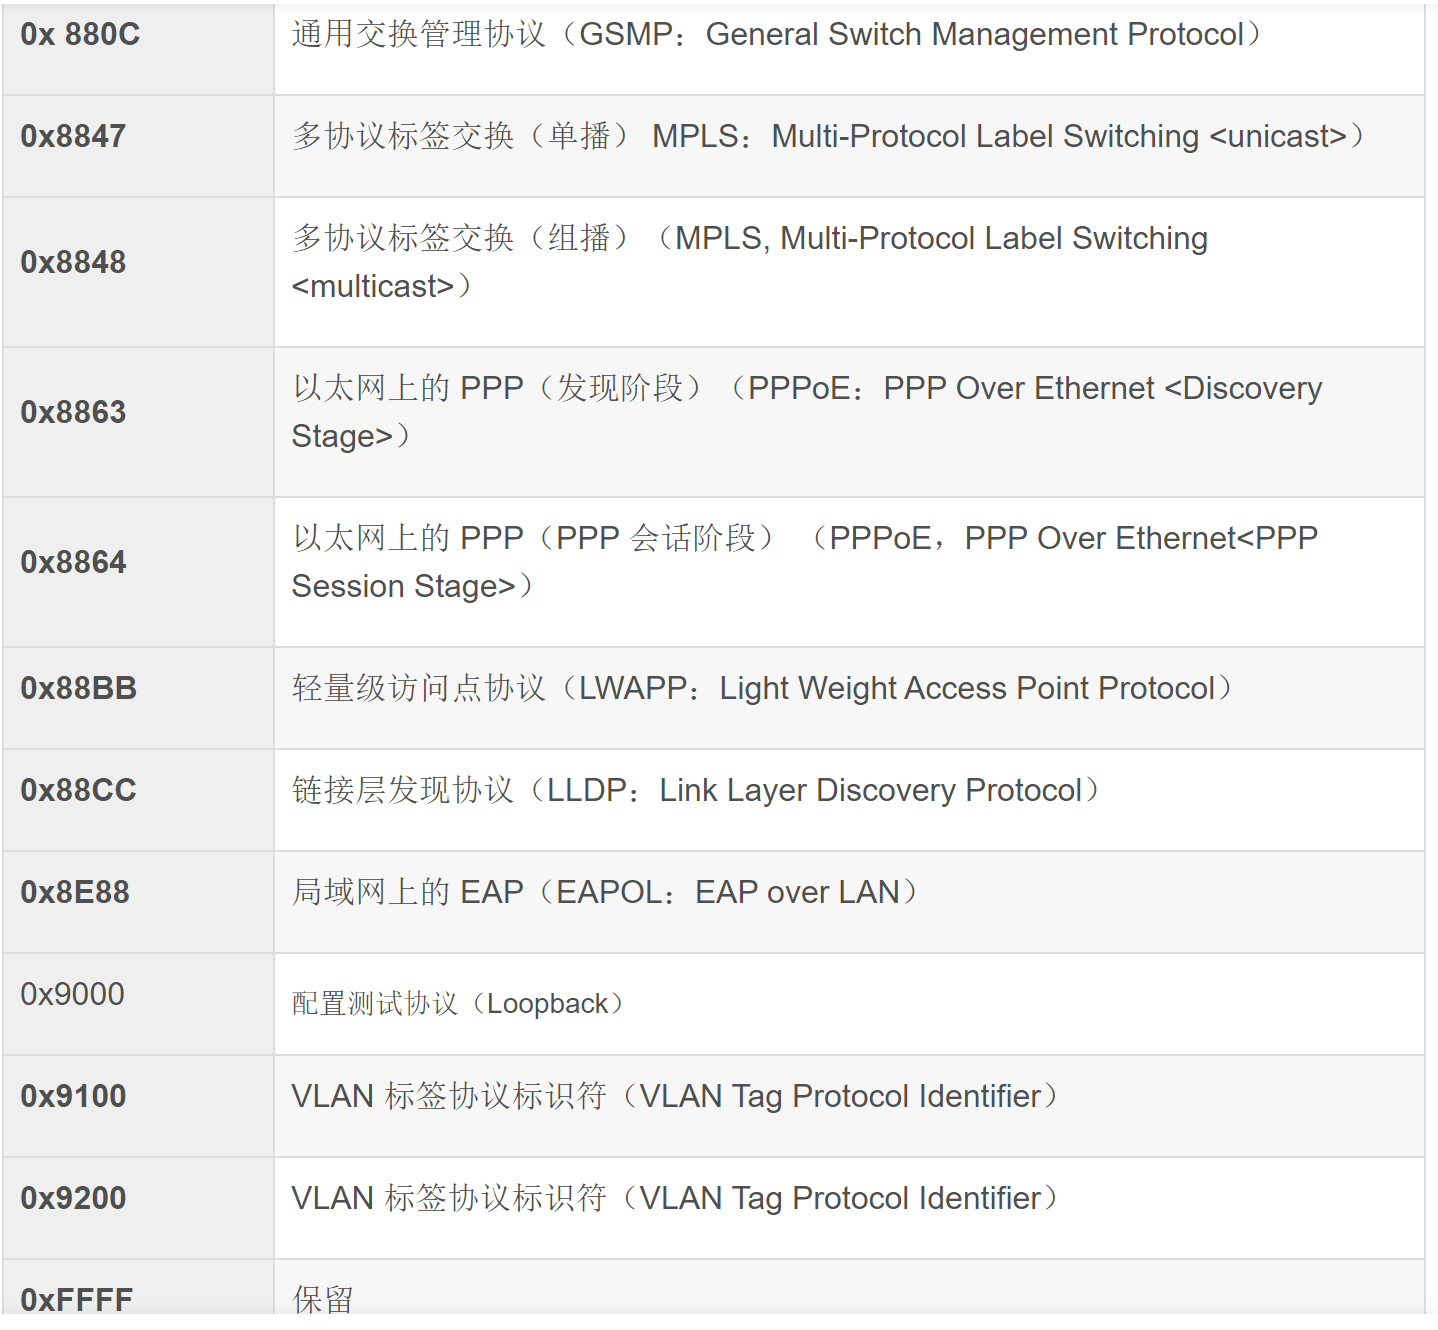 0x 880C 通用交换管理协议（GSMP：General Switch Management Protocol）
0x8847 多协议标签交换（单播） MPLS：Multi-Protocol Label Switching <unicast>）
0x8848 多协议标签交换（组播）（MPLS, Multi-Protocol Label Switching
<multicast>）
0x8863 以太网上的 PPP（发现阶段）（PPPoE：PPP Over Ethernet <Discovery
Stage>）
0x8864 以太网上的 PPP（PPP 会话阶段） （PPPoE，PPP Over Ethernet<PPP
Session Stage>）
0x88BB 轻量级访问点协议（LWAPP：Light Weight Access Point Protocol）
0x88CC 链接层发现协议（LLDP：Link Layer Discovery Protocol）
0x8E88 局域网上的 EAP（EAPOL：EAP over LAN）
0x9000 配置测试协议（Loopback）
0x9100 VLAN 标签协议标识符（VLAN Tag Protocol Identifier）
0x9200 VLAN 标签协议标识符（VLAN Tag Protocol Identifier）
0xFFFF 保留